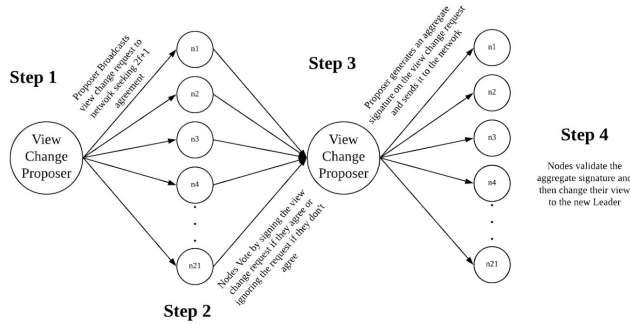 Step 1
Proposer Broadcasts
view change request to
network seeking 2f+1
agreement
View
Change
Proposer
n1
n2
n3
n4
.
.
.
n21
Step 2
Nodes Vote by signing the view
change request if they agree or
ignoring the request if they don't
agree
Step 3
Proposer generates an aggregate
signature on the view change request
and sends it to the network
View
Change
Proposer
n1
n2
n3
n4
.
.
.
n21
Step 4
Nodes validate the
aggregate signature and
then change their view
to the new Leader